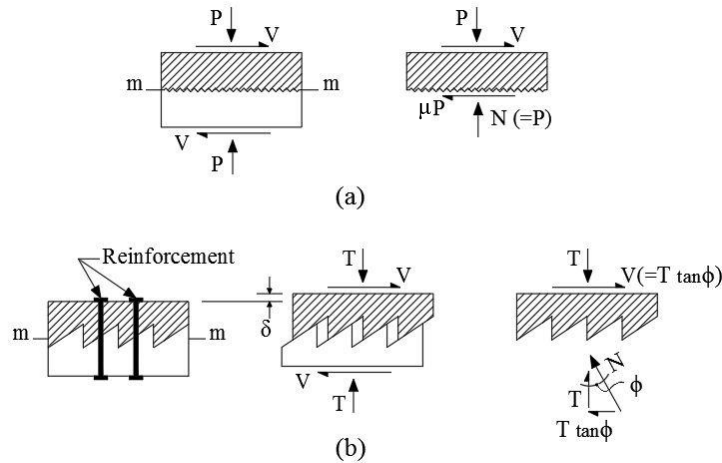 P
V
P
V
m
m
μP
N (=P)
V
P
(a)
Reinforcement
T
V
V(=T tanϕ)
m
m
δ
V
T
N
T
ϕ
T tanϕ
(b)